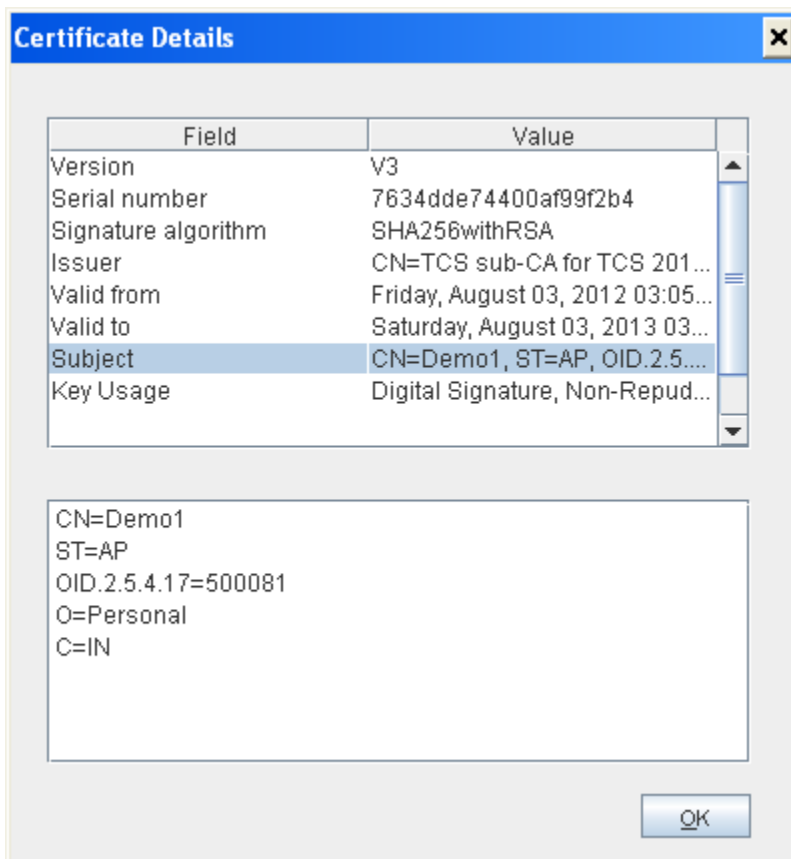 Certificate Details
Field Value
Version V3
Serial number 7634dde74400af99f2b4
Signature algorithm SHA256withRSA
Issuer CN=TCS sub-CA for TCS 201...
Valid from Friday, August 03, 2012 03:05...
Valid to Saturday, August 03, 2013 03...
Subject CN=Demo1, ST=AP, OID.2.5....
Key Usage Digital Signature, Non-Repud...
CN=Demo1
ST=AP
OID.2.5.4.17=500081
O=Personal
C=IN
OK